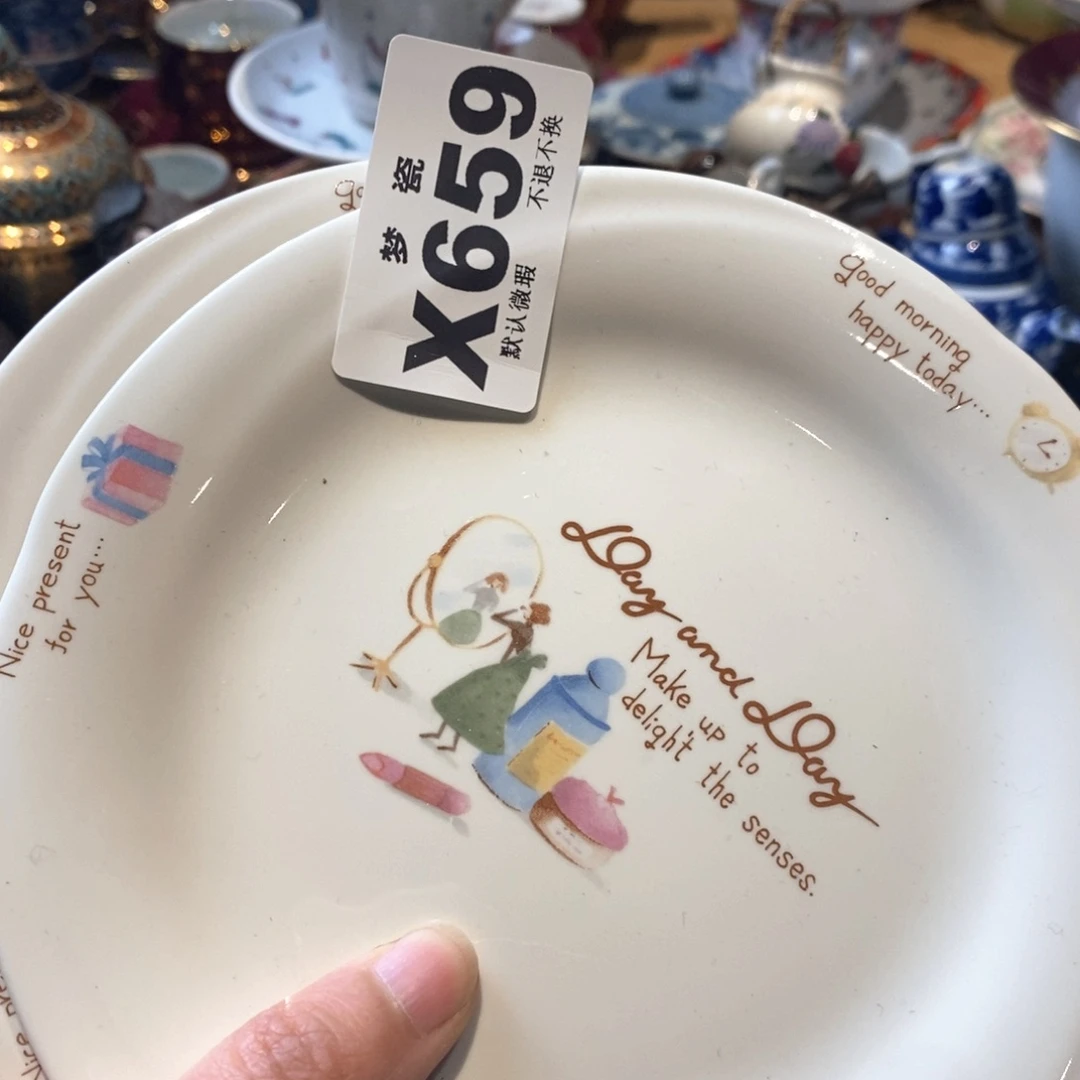 梦 瓷
X659
默认微瑕 不退不换
Good morning
happy today...
Nice present
for you...
Day and Day
Make up to
delight the senses.